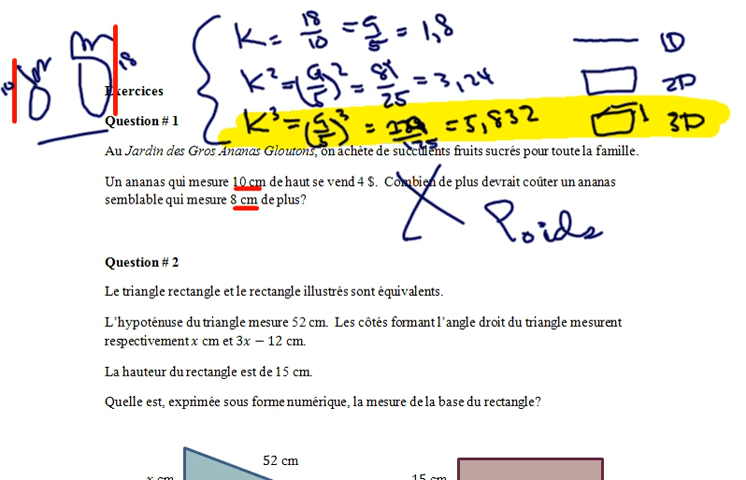 K = 18/10 = 9/5 = 1,8
1D
10
18
K² = (9/5)² = 81/25 = 3,24
2D
Exercices
K³ = (9/5)³ = 729/125 = 5,832
3D
Question # 1
Au Jardin des Gros Ananas Gloutons, on achète de succulents fruits sucrés pour toute la famille.
Un ananas qui mesure 10 cm de haut se vend 4 $. Combien de plus devrait coûter un ananas
semblable qui mesure 8 cm de plus?
Poids
Question # 2
Le triangle rectangle et le rectangle illustrés sont équivalents.
L'hypoténuse du triangle mesure 52 cm. Les côtés formant l'angle droit du triangle mesurent
respectivement x cm et 3x − 12 cm.
La hauteur du rectangle est de 15 cm.
Quelle est, exprimée sous forme numérique, la mesure de la base du rectangle?
52 cm
x cm
15 cm